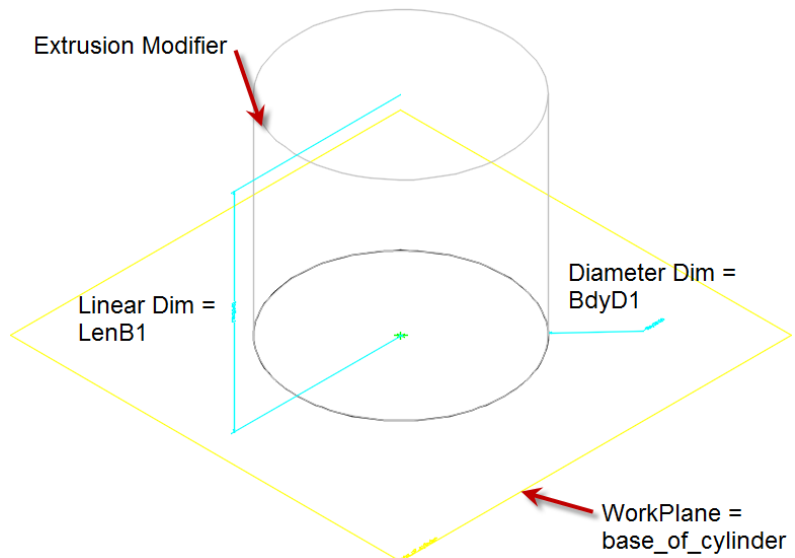 Extrusion Modifier
Diameter Dim =
BdyD1
Linear Dim =
LenB1
WorkPlane =
base_of_cylinder